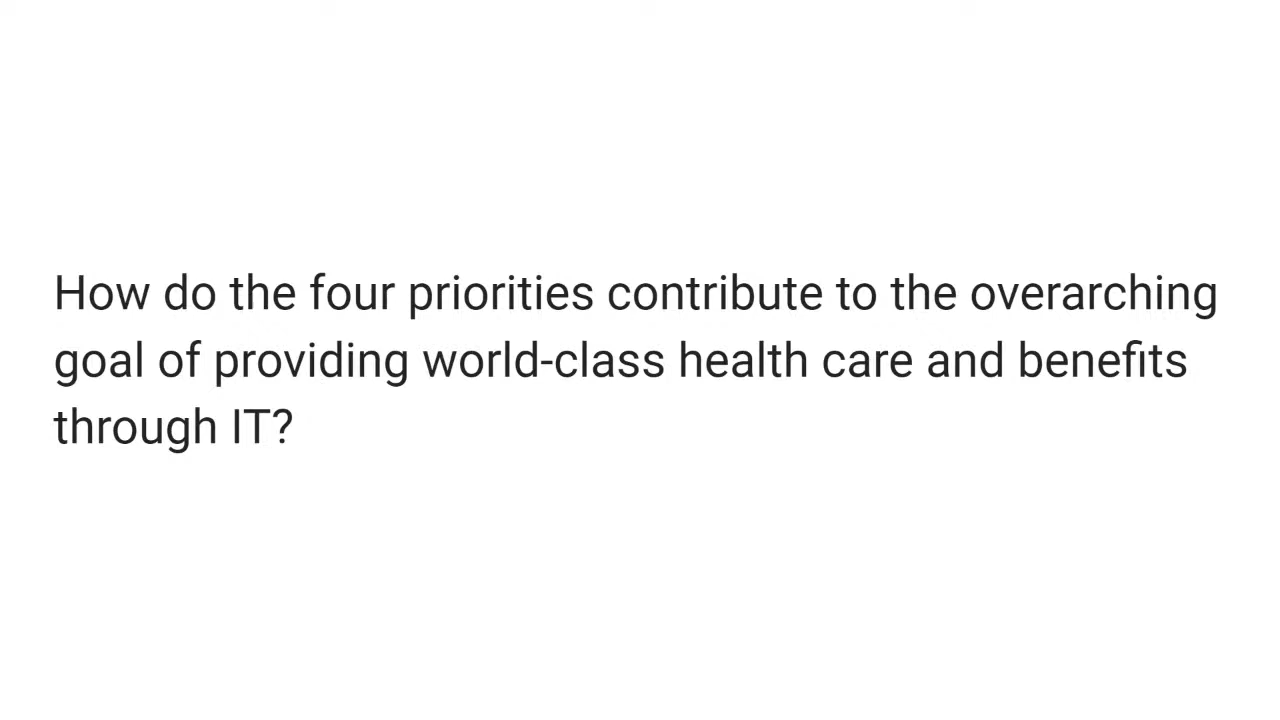 How do the four priorities contribute to the overarching
goal of providing world-class health care and benefits
through IT?